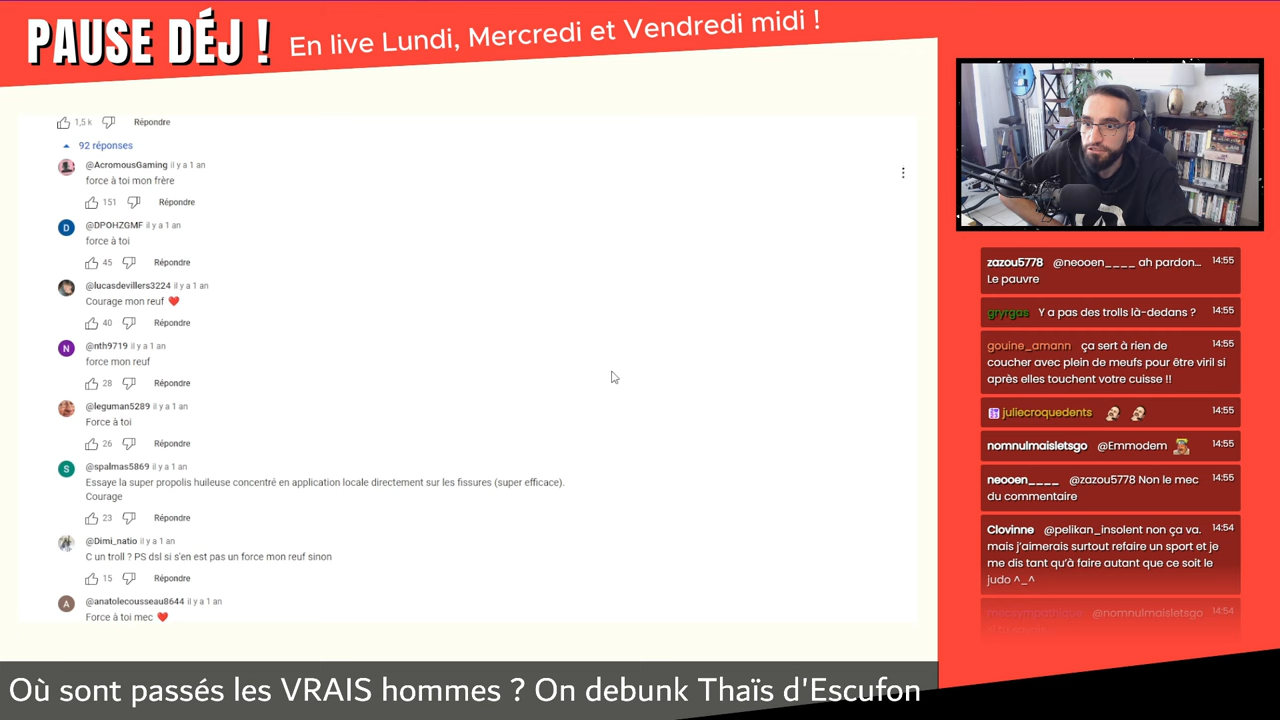 PAUSE DÉJ !
En live Lundi, Mercredi et Vendredi midi !
1,5 k
Répondre
92 réponses
@AcromousGaming il y a 1 an
force à toi mon frère
151
Répondre
D
@DPOHZGMF il y a 1 an
force à toi
45
Répondre
@lucasdevillers3224 il y a 1 an
Courage mon reuf ❤️
40
Répondre
N
@nth9719 il y a 1 an
force mon reuf
28
Répondre
@leguman5289 il y a 1 an
Force à toi
26
Répondre
S
@spalmas5869 il y a 1 an
Essaye la super propolis huileuse concentré en application locale directement sur les fissures (super efficace).
Courage
23
Répondre
@Dimi_natio il y a 1 an
C un troll ? PS dsl si s'en est pas un force mon reuf sinon
15
Répondre
A
@anatolecousseau8644 il y a 1 an
Force à toi mec ❤️
zazou5778 @neooen____ ah pardon... 14:55
Le pauvre
gryrgas Y a pas des trolls là-dedans ? 14:55
gouine_amann ça sert à rien de 14:55
coucher avec plein de meufs pour être viril si
après elles touchent votre cuisse !!
juliecroquedents 14:55
nomnulmaisletsgo @Emmodem 14:55
neooen____ @zazou5778 Non le mec 14:55
du commentaire
Clovinne @pelikan_insolent non ça va. 14:54
mais j'aimerais surtout refaire un sport et je
me dis tant qu'à faire autant que ce soit le
judo ^_^
mecsympathique @nomnulmaisletsgo 14:54
Où sont passés les VRAIS hommes ? On debunk Thaïs d'Escufon